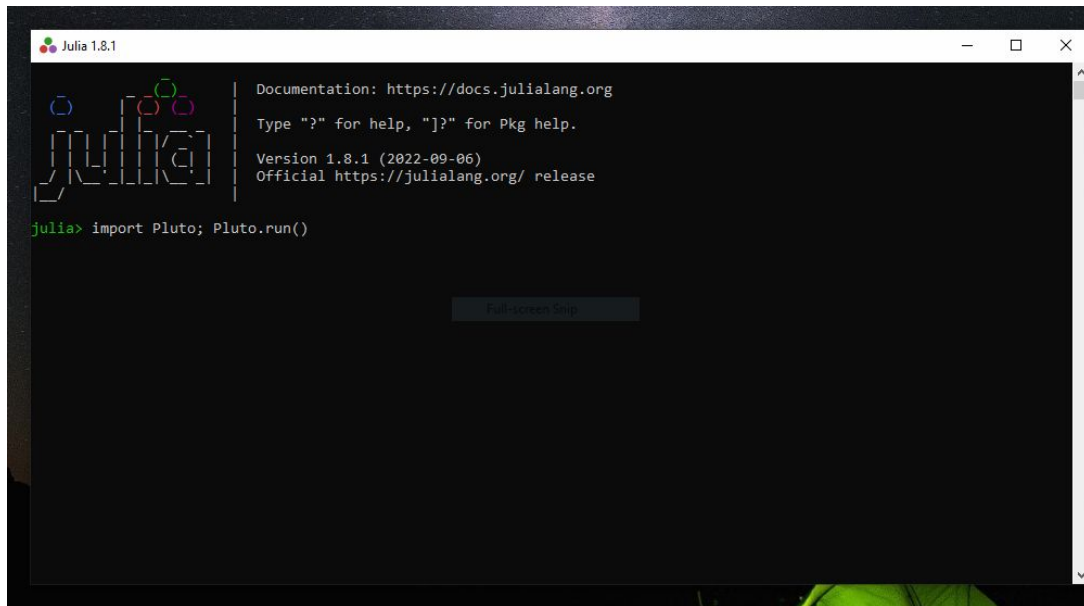 Julia 1.8.1
julia
Documentation: https://docs.julialang.org
Type "?" for help, "]?" for Pkg help.
Version 1.8.1 (2022-09-06)
Official https://julialang.org/ release
julia> import Pluto; Pluto.run()
Full-screen Snip